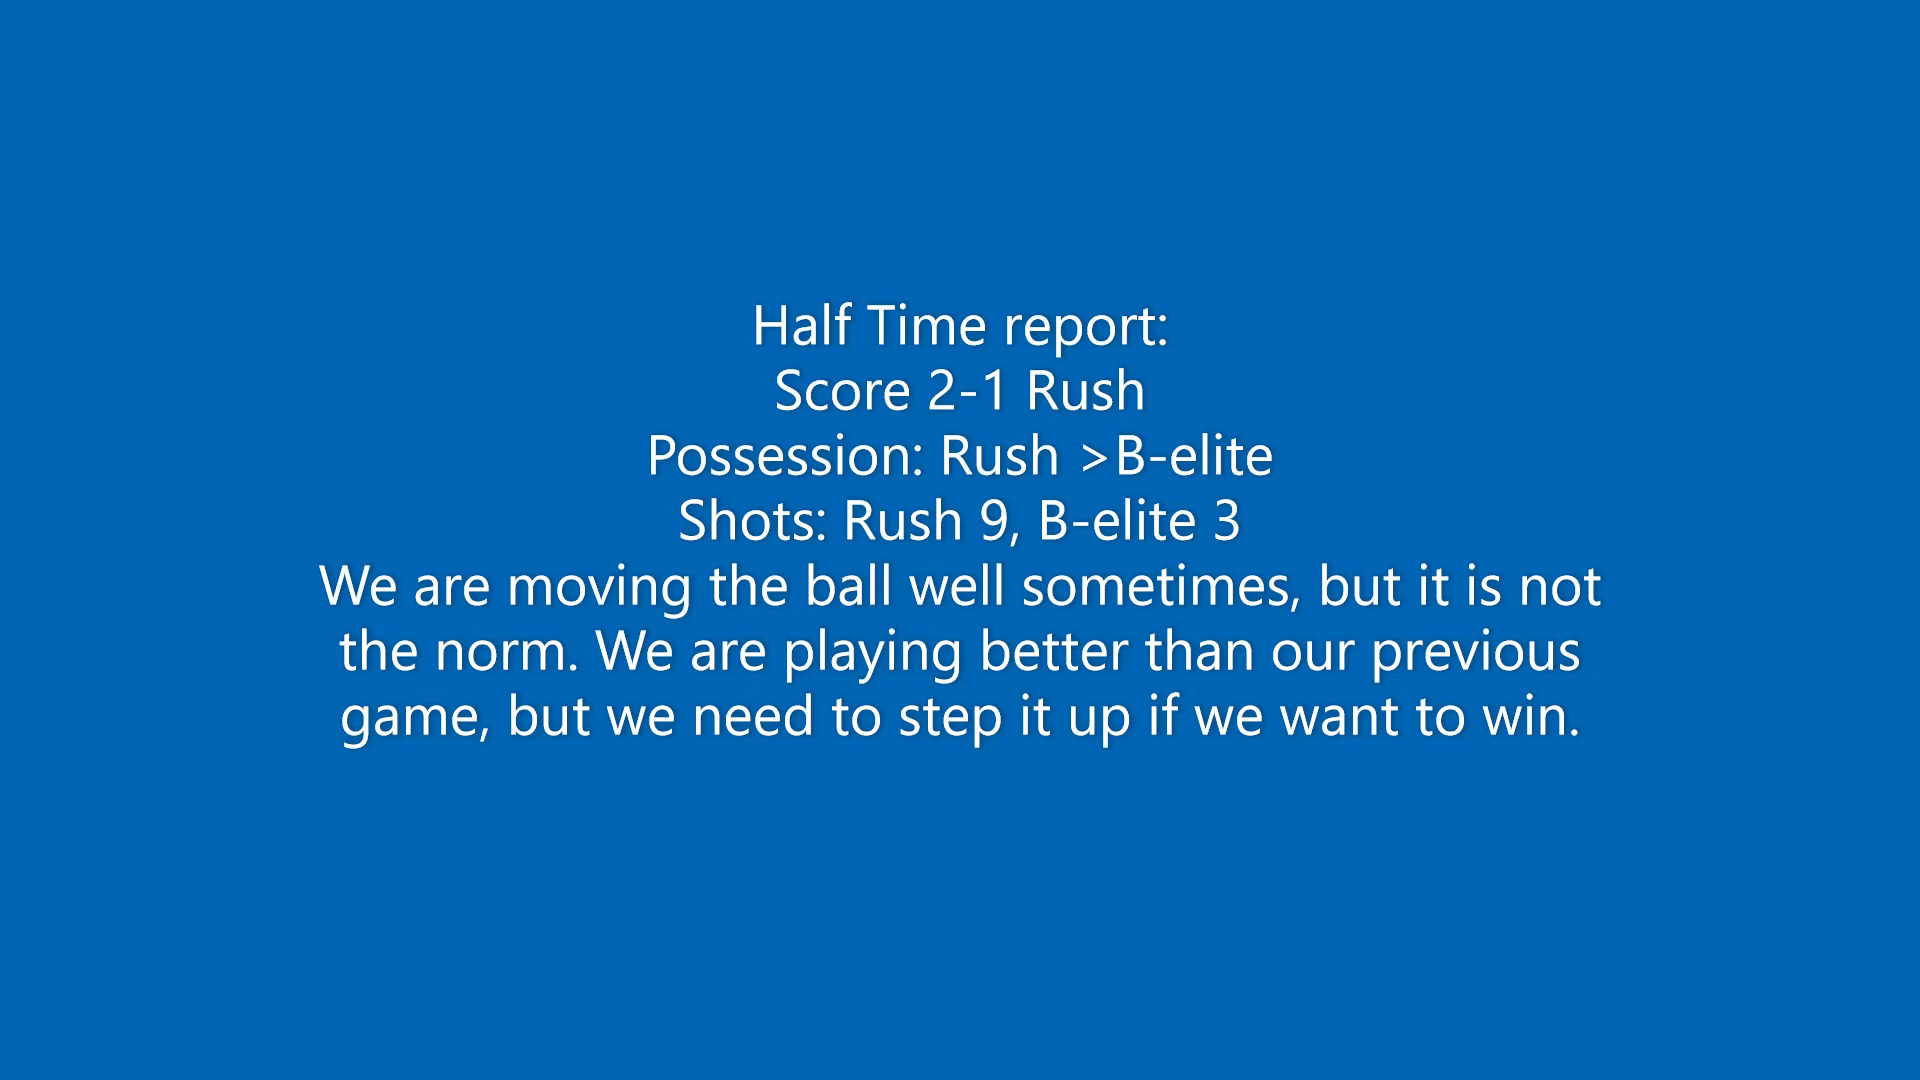 Half Time report:
Score 2-1 Rush
Possession: Rush >B-elite
Shots: Rush 9, B-elite 3
We are moving the ball well sometimes, but it is not
the norm. We are playing better than our previous
game, but we need to step it up if we want to win.